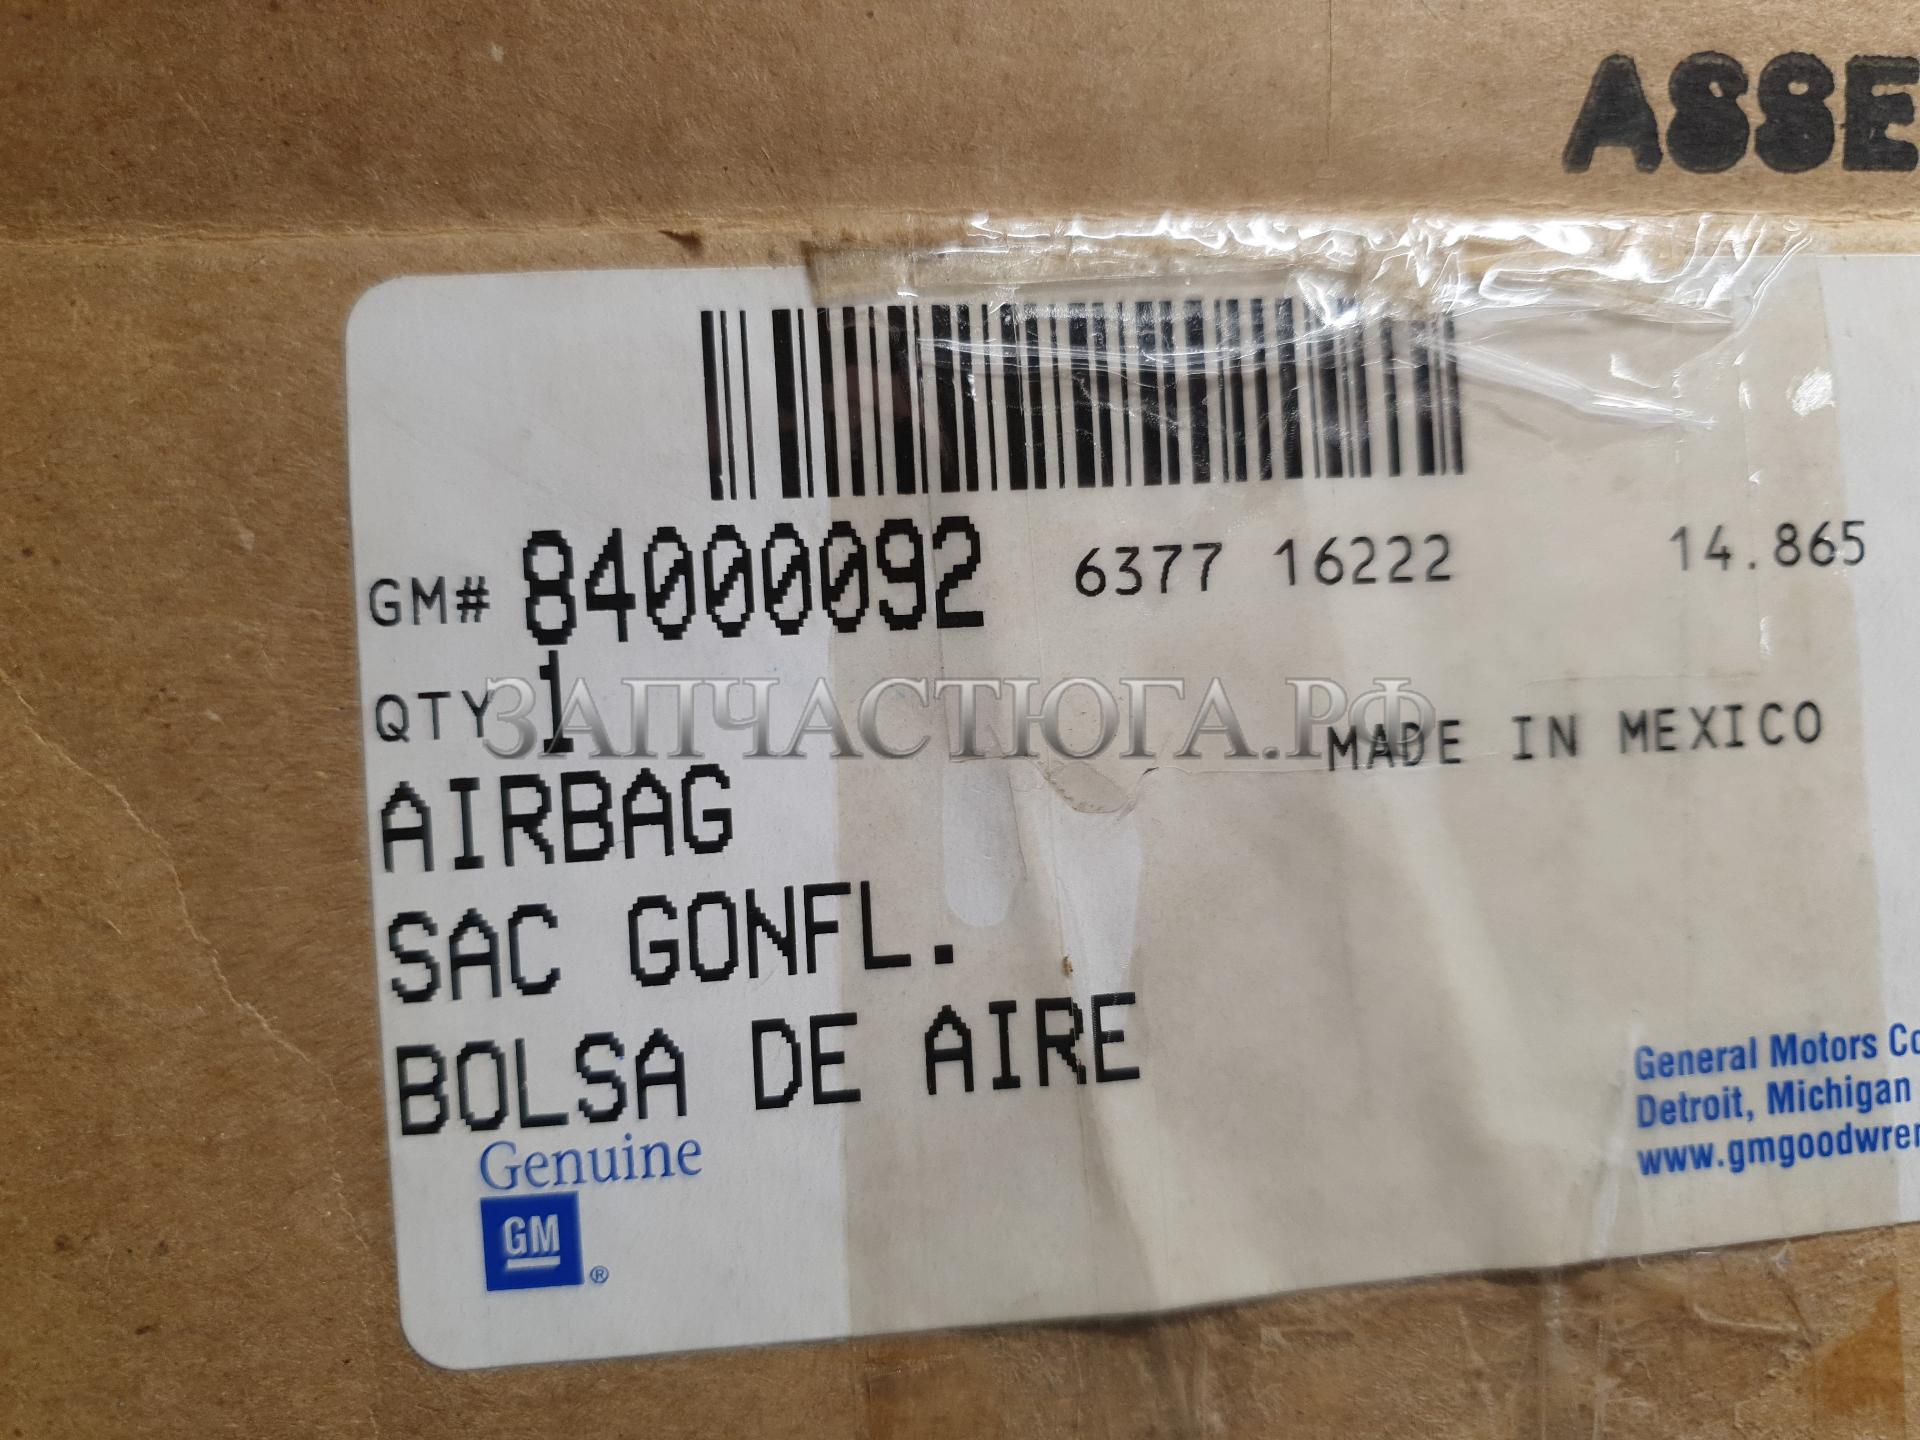 ASSE
GM# 84000092 6377 16222 14.865
QTY 1
ЗАПЧАСТЮГА.РФ
MADE IN MEXICO
AIRBAG
SAC GONFL.
BOLSA DE AIRE
Genuine
GM ®
General Motors Co
Detroit, Michigan
www.gmgoodwre